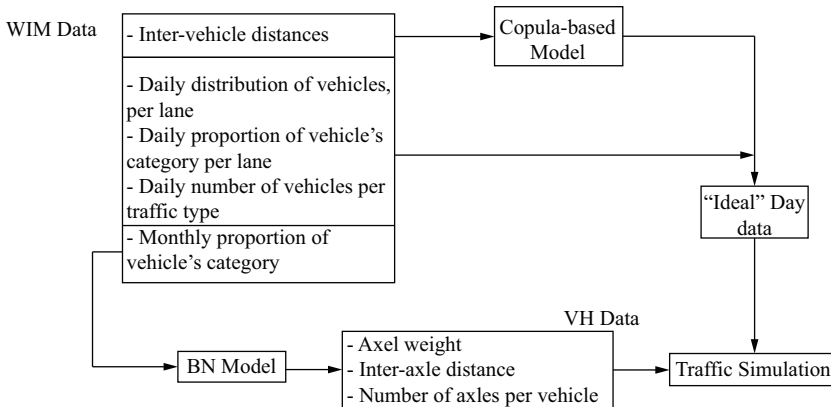 WIM Data
- Inter-vehicle distances
- Daily distribution of vehicles,
per lane
- Daily proportion of vehicle's
category per lane
- Daily number of vehicles per
traffic type
- Monthly proportion of
vehicle's category
Copula-based
Model
“Ideal” Day
data
BN Model
VH Data
- Axel weight
- Inter-axle distance
- Number of axles per vehicle
Traffic Simulation